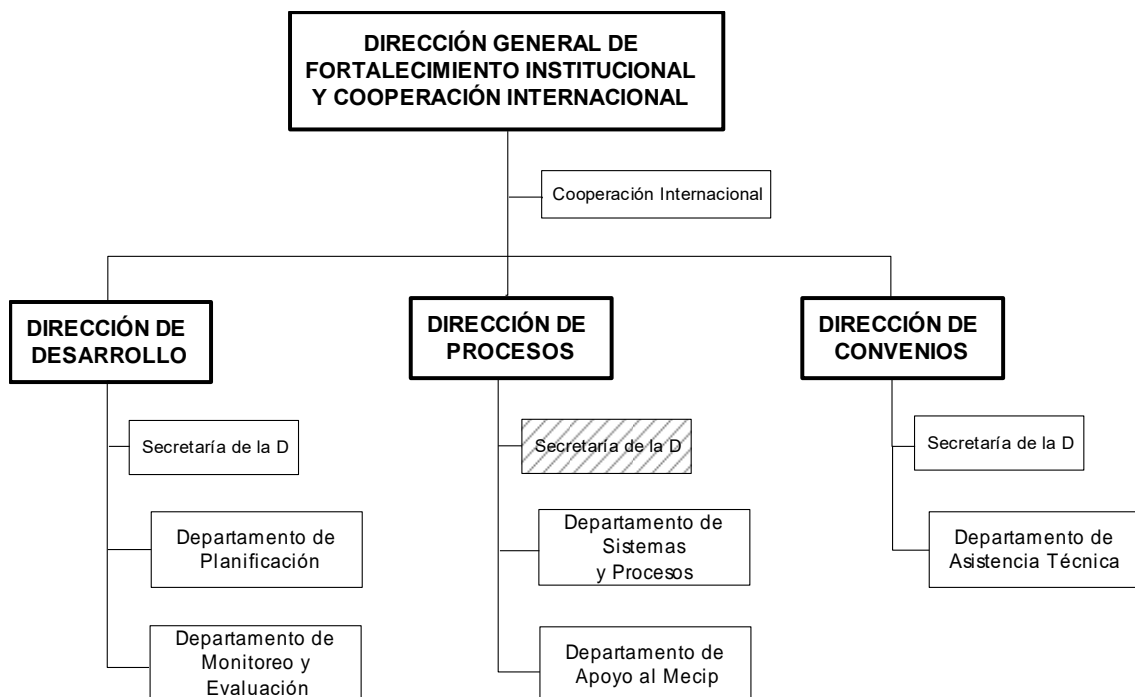 DIRECCIÓN GENERAL DE
FORTALECIMIENTO INSTITUCIONAL
Y COOPERACIÓN INTERNACIONAL
Cooperación Internacional
DIRECCIÓN DE
DESARROLLO
Secretaría de la D
Departamento de
Planificación
Departamento de
Monitoreo y
Evaluación
DIRECCIÓN DE
PROCESOS
Secretaría de la D
Departamento de
Sistemas
y Procesos
Departamento de
Apoyo al Mecip
DIRECCIÓN DE
CONVENIOS
Secretaría de la D
Departamento de
Asistencia Técnica